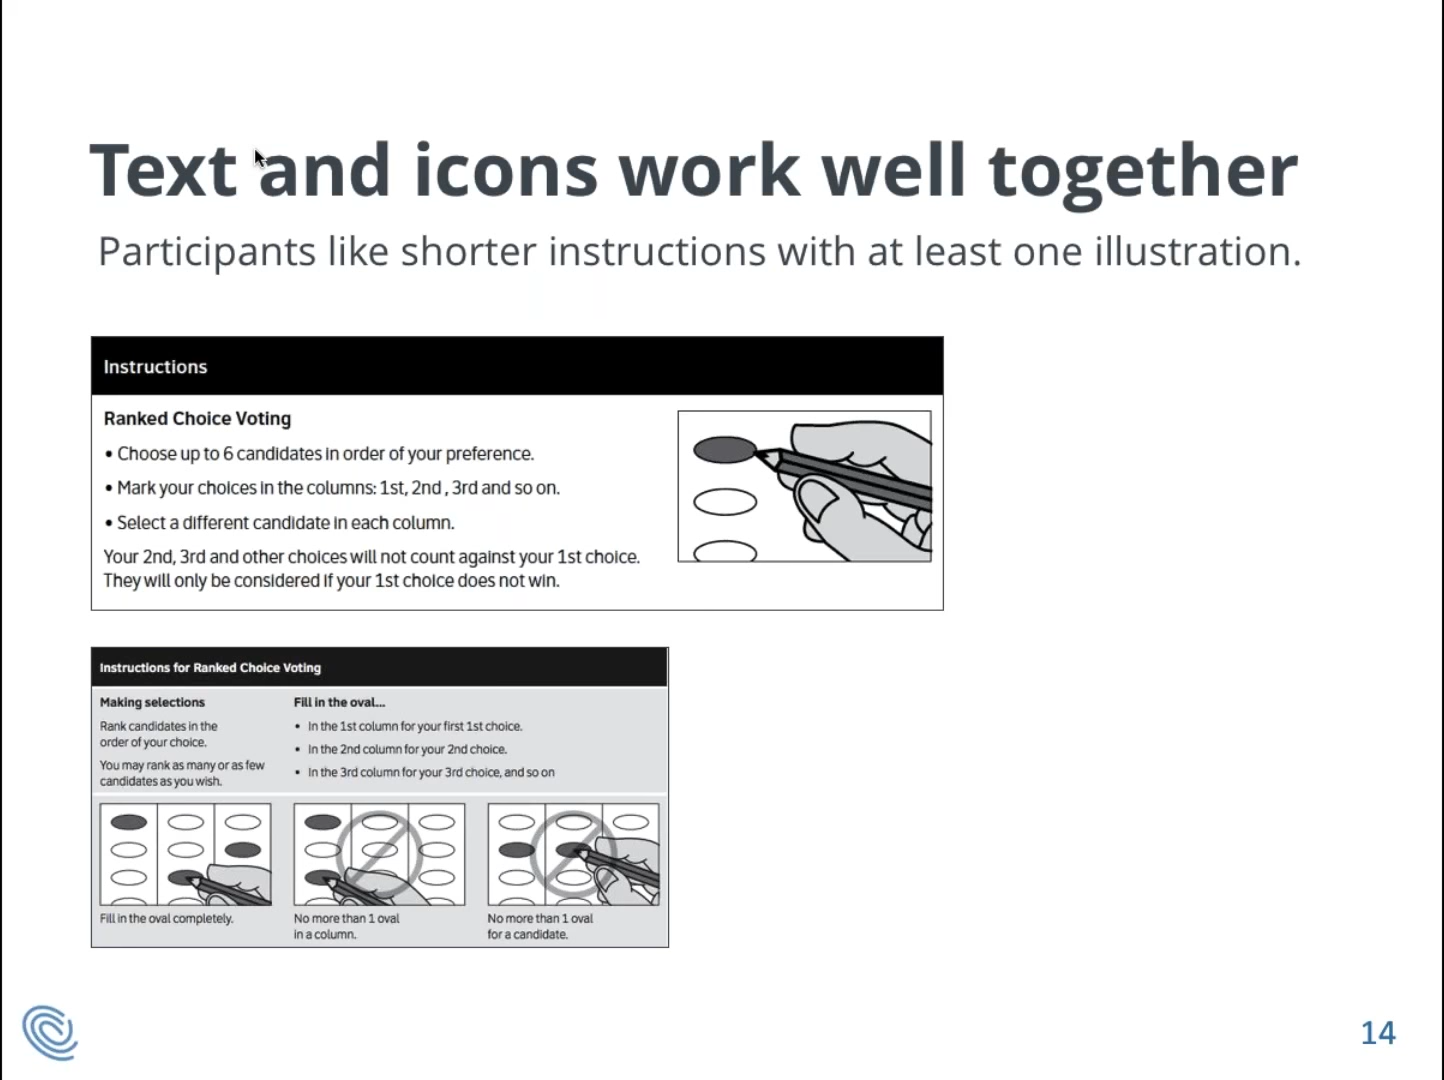 Text and icons work well together
Participants like shorter instructions with at least one illustration.
Instructions
Ranked Choice Voting
• Choose up to 6 candidates in order of your preference.
• Mark your choices in the columns: 1st, 2nd , 3rd and so on.
• Select a different candidate in each column.
Your 2nd, 3rd and other choices will not count against your 1st choice.
They will only be considered if your 1st choice does not win.
Instructions for Ranked Choice Voting
Making selections
Rank candidates in the
order of your choice.
You may rank as many or as few
candidates as you wish.
Fill in the oval...
• In the 1st column for your first 1st choice.
• In the 2nd column for your 2nd choice.
• In the 3rd column for your 3rd choice, and so on
Fill in the oval completely.
No more than 1 oval
in a column.
No more than 1 oval
for a candidate.
14